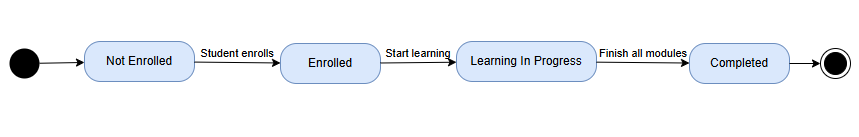 Not Enrolled
Student enrolls
Enrolled
Start learning
Learning In Progress
Finish all modules
Completed